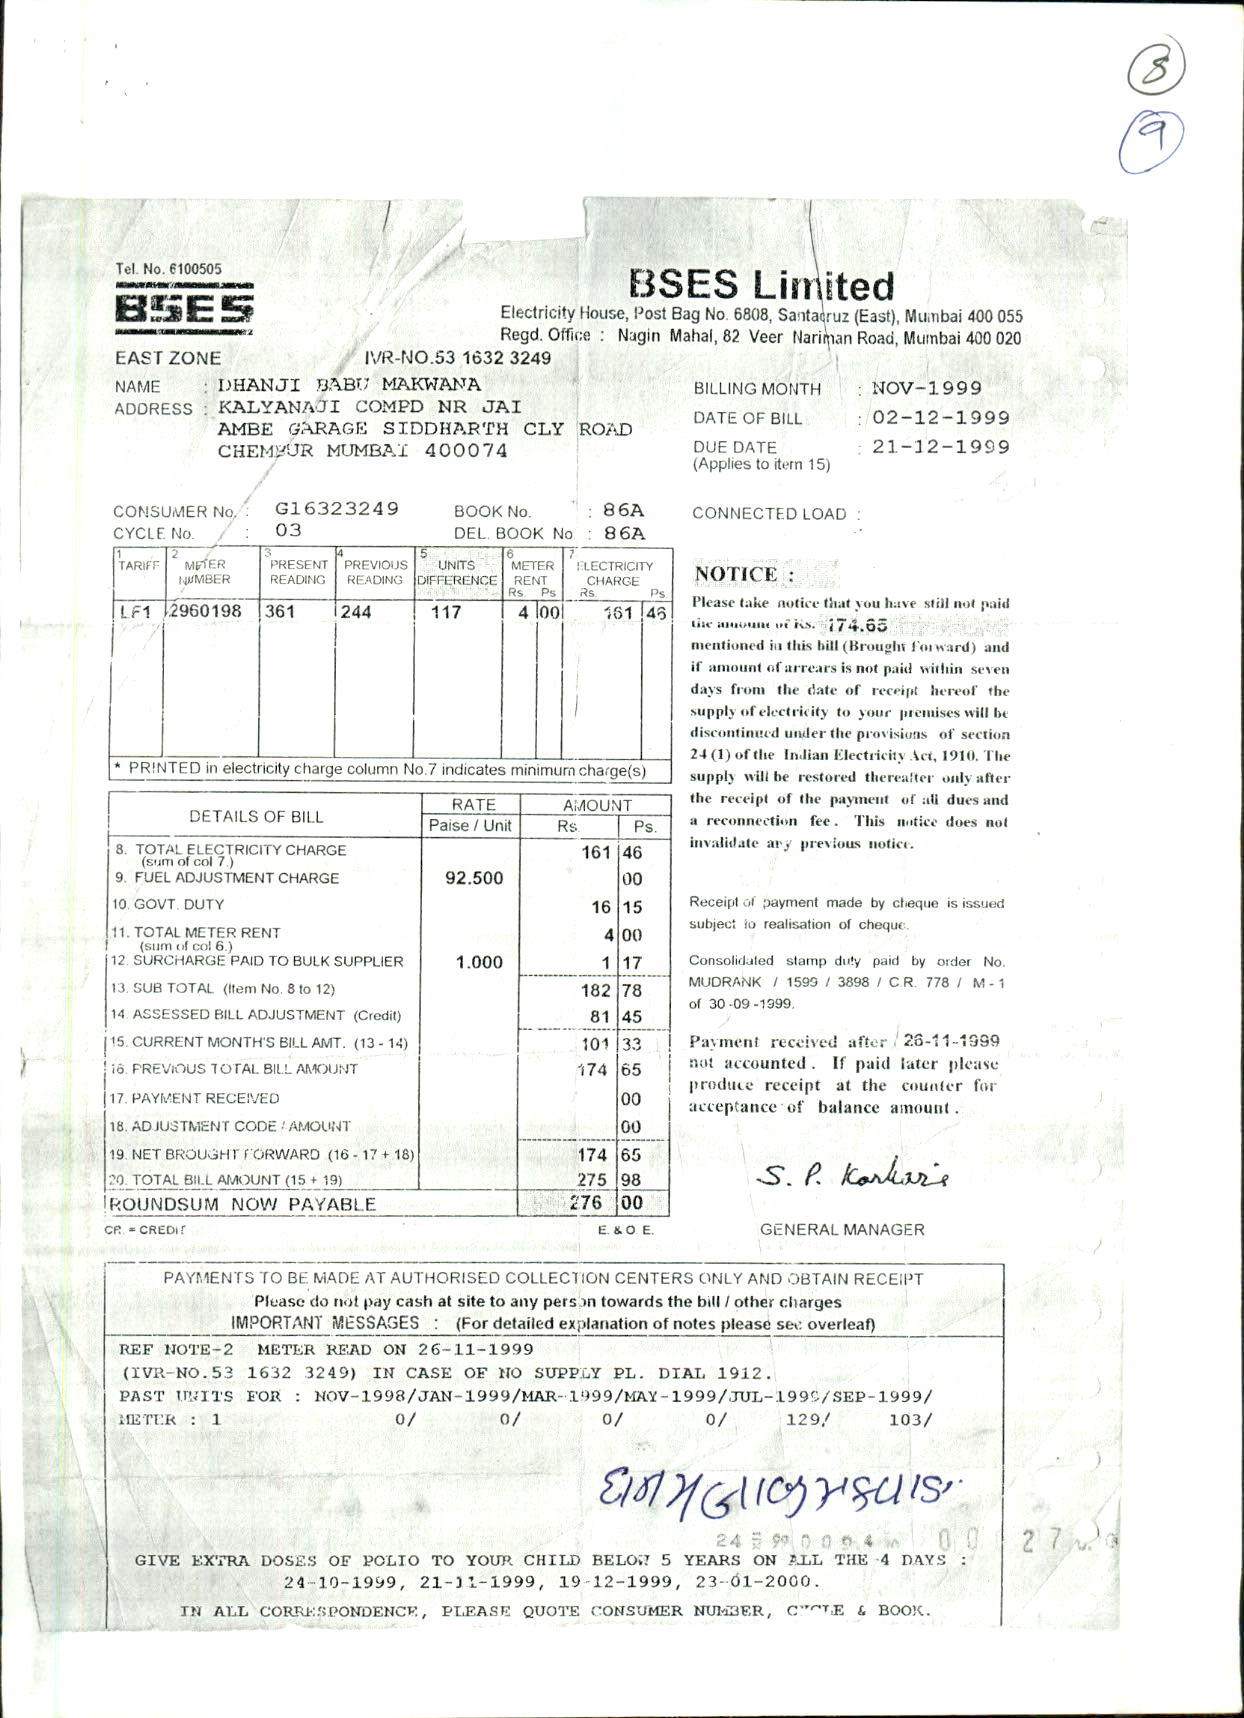 8
9
Tel. No. 6100505
BSES
BSES Limited
Electricity House, Post Bag No. 6808, Santacruz (East), Mumbai 400 055
Regd. Office : Nagin Mahal, 82 Veer Nariman Road, Mumbai 400 020
EAST ZONE IVR-NO.53 1632 3249
NAME : DHANJI BABU MAKWANA
ADDRESS : KALYANAJI COMPD NR JAI
AMBE GARAGE SIDDHARTH CLY ROAD
CHEMBUR MUMBAI 400074
BILLING MONTH : NOV-1999
DATE OF BILL : 02-12-1999
DUE DATE : 21-12-1999
(Applies to item 15)
CONSUMER No. : G16323249 BOOK No. : 86A
CYCLE No. : 03 DEL. BOOK No : 86A
CONNECTED LOAD :
1 TARIFF 2 METER NUMBER 3 PRESENT READING 4 PREVIOUS READING 5 UNITS DIFFERENCE 6 METER RENT Rs. Ps 7 ELECTRICITY CHARGE Rs. Ps
LF1 2960198 361 244 117 4 00 161 46
* PRINTED in electricity charge column No.7 indicates minimum charge(s)
NOTICE :
Please take notice that you have still not paid
the amount of Rs. 174.65
mentioned in this bill (Brought Forward) and
if amount of arrears is not paid within seven
days from the date of receipt hereof the
supply of electricity to your premises will be
discontinued under the provisions of section
24 (1) of the Indian Electricity Act, 1910. The
supply will be restored thereafter only after
the receipt of the payment of all dues and
a reconnection fee. This notice does not
invalidate any previous notice.
DETAILS OF BILL RATE Paise / Unit AMOUNT Rs. Ps.
8. TOTAL ELECTRICITY CHARGE 161 46
(sum of col 7.)
9. FUEL ADJUSTMENT CHARGE 92.500 00
10. GOVT. DUTY 16 15
11. TOTAL METER RENT 4 00
(sum of col 6.)
12. SURCHARGE PAID TO BULK SUPPLIER 1.000 1 17
13. SUB TOTAL (Item No. 8 to 12) 182 78
14. ASSESSED BILL ADJUSTMENT (Credit) 81 45
15. CURRENT MONTH'S BILL AMT. (13 - 14) 101 33
16. PREVIOUS TOTAL BILL AMOUNT 174 65
17. PAYMENT RECEIVED 00
18. ADJUSTMENT CODE / AMOUNT 00
19. NET BROUGHT FORWARD (16 - 17 + 18) 174 65
20. TOTAL BILL AMOUNT (15 + 19) 275 98
ROUNDSUM NOW PAYABLE 276 00
CR. = CREDIT E. & O. E.
Receipt of payment made by cheque is issued
subject to realisation of cheque.
Consolidated stamp duty paid by order No.
MUDRANK / 1599 / 3898 / C.R. 778 / M - 1
of 30-09-1999.
Payment received after 26-11-1999
not accounted. If paid later please
produce receipt at the counter for
acceptance of balance amount.
S. P. Karkarie
GENERAL MANAGER
PAYMENTS TO BE MADE AT AUTHORISED COLLECTION CENTERS ONLY AND OBTAIN RECEIPT
Please do not pay cash at site to any person towards the bill / other charges
IMPORTANT MESSAGES : (For detailed explanation of notes please see overleaf)
REF NOTE-2 METER READ ON 26-11-1999
(IVR-NO.53 1632 3249) IN CASE OF NO SUPPLY PL. DIAL 1912.
PAST UNITS FOR : NOV-1998/JAN-1999/MAR-1999/MAY-1999/JUL-1999/SEP-1999/
METER : 1 0/ 0/ 0/ 0/ 129/ 103/
GIVE EXTRA DOSES OF POLIO TO YOUR CHILD BELOW 5 YEARS ON ALL THE 4 DAYS :
24-10-1999, 21-11-1999, 19-12-1999, 23-01-2000.
IN ALL CORRESPONDENCE, PLEASE QUOTE CONSUMER NUMBER, CYCLE & BOOK.